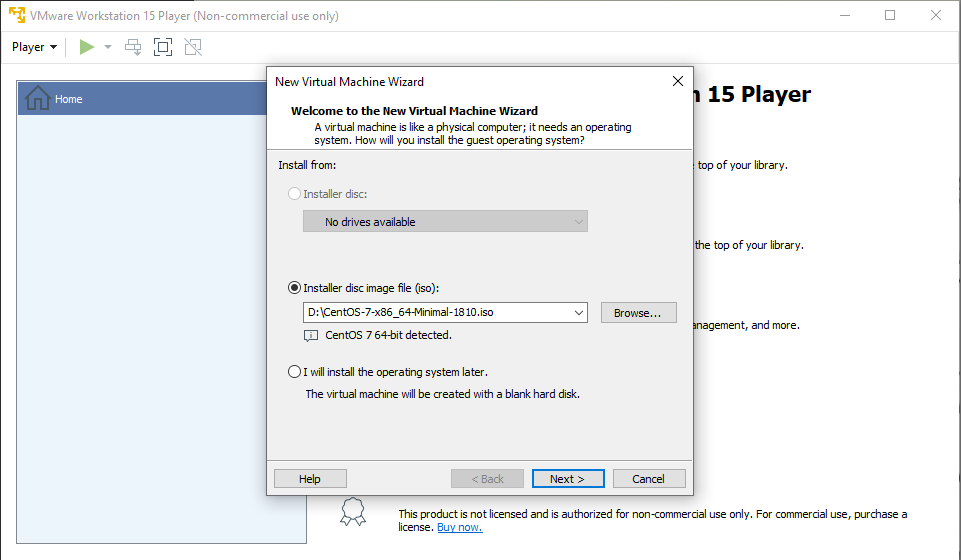 VMware Workstation 15 Player (Non-commercial use only)
Player
Home
15 Player
top of your library.
the top of your library.
anagement, and more.
New Virtual Machine Wizard
Welcome to the New Virtual Machine Wizard
A virtual machine is like a physical computer; it needs an operating
system. How will you install the guest operating system?
Install from:
Installer disc:
No drives available
Installer disc image file (iso):
D:\CentOS-7-x86_64-Minimal-1810.iso
Browse...
CentOS 7 64-bit detected.
I will install the operating system later.
The virtual machine will be created with a blank hard disk.
Help
< Back
Next >
Cancel
This product is not licensed and is authorized for non-commercial use only. For commercial use, purchase a
license. Buy now.